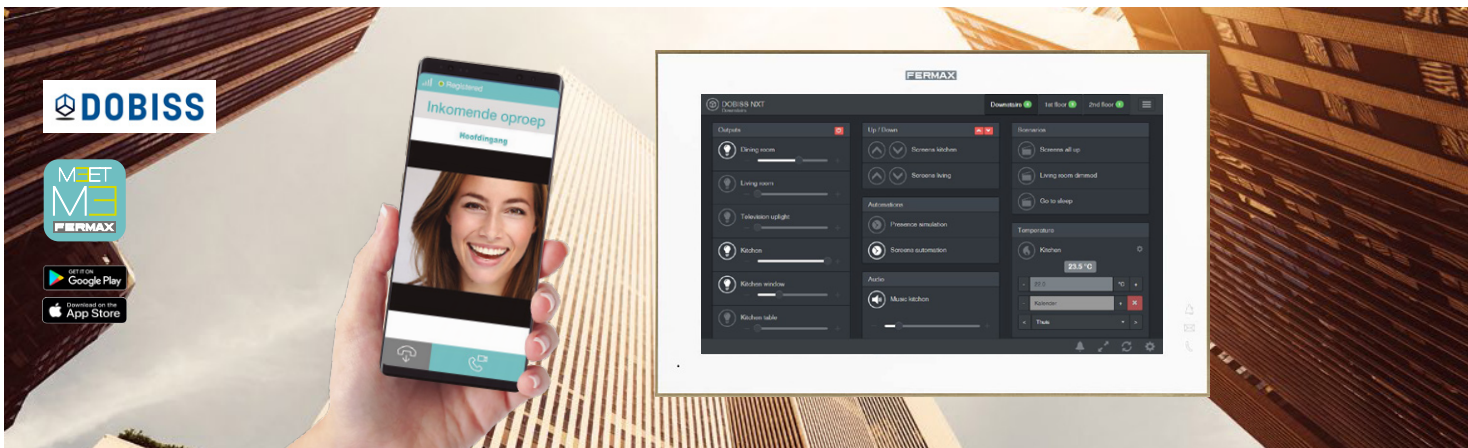 DOBISS
MEET
ME
FERMAX
GET IT ON
Google Play
Download on the
App Store
Registered
Inkomende oproep
Hoofdingang
FERMAX
DOBISS NXT
Downstairs
Downstairs
1st floor
2nd floor
Outputs
Dining room
Living room
Television uplight
Kitchen
Kitchen window
Kitchen table
Up / Down
Screens kitchen
Screens living
Automations
Presence simulation
Screens automation
Audio
Music kitchen
Scenarios
Screens all up
Living room dimmed
Go to sleep
Temperature
Kitchen
23.5 °C
°C
Kalender
Thuis